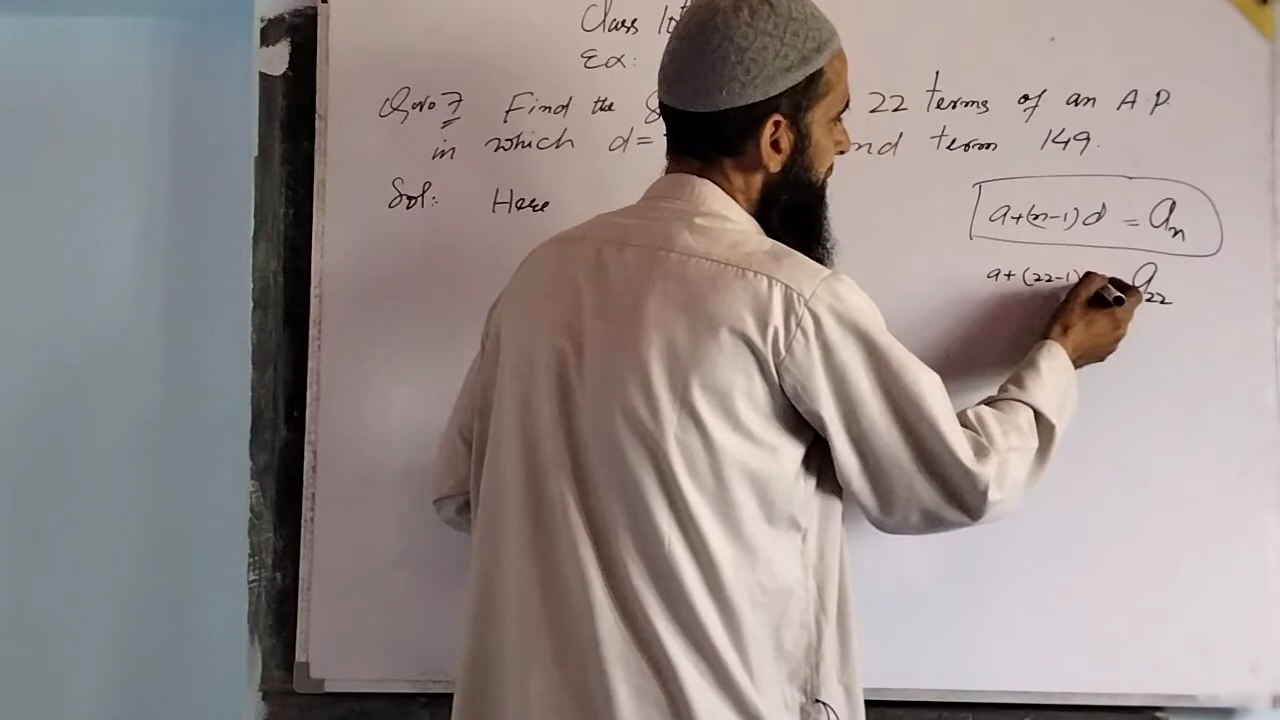 Class 10
Ex:
Q.no 7 Find the 22 terms of an A.P.
in which d= nd term 149.
Sol: Here
a+(n-1)d = an
a+(22-1) a22